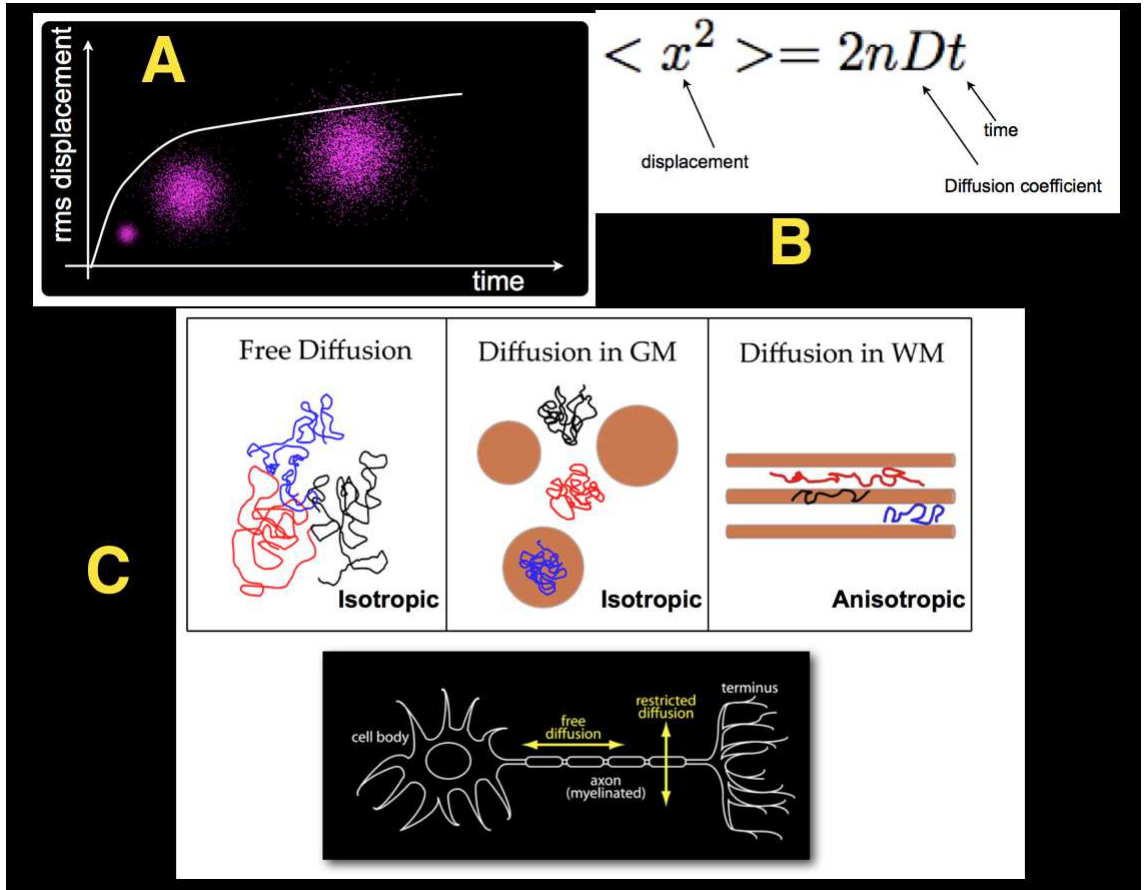 A
rms displacement
time
< x² >= 2nDt
displacement
time
Diffusion coefficient
B
C
Free Diffusion
Isotropic
Diffusion in GM
Isotropic
Diffusion in WM
Anisotropic
cell body
free
diffusion
axon
(myelinated)
restricted
diffusion
terminus